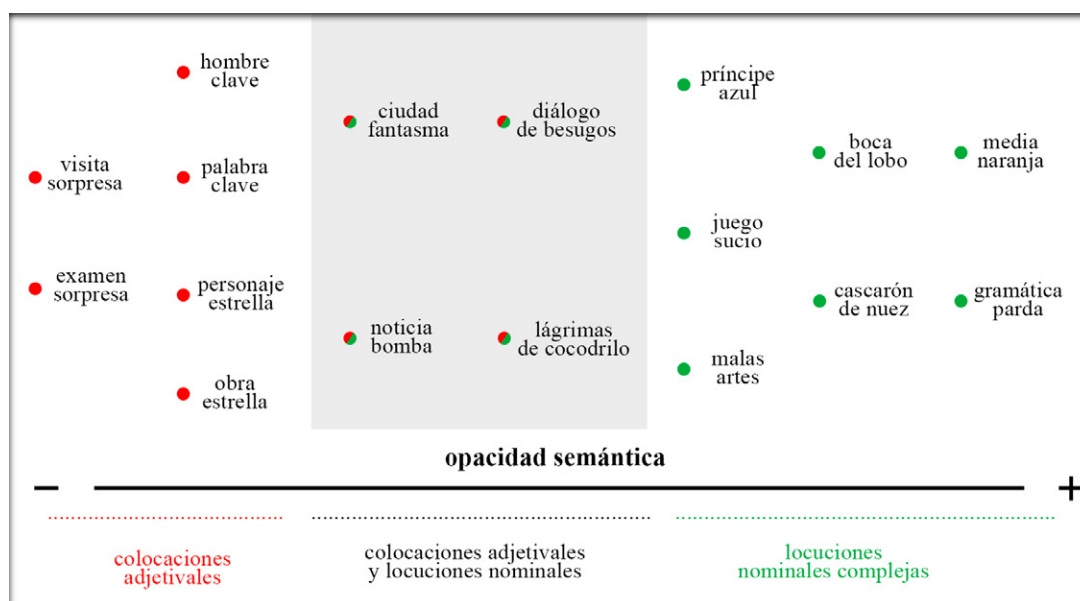 hombre
clave
ciudad
fantasma
diálogo
de besugos
príncipe
azul
boca
del lobo
media
naranja
visita
sorpresa
palabra
clave
juego
sucio
examen
sorpresa
personaje
estrella
cascarón
de nuez
gramática
parda
noticia
bomba
lágrimas
de cocodrilo
malas
artes
obra
estrella
opacidad semántica
– +
colocaciones
adjetivales
colocaciones adjetivales
y locuciones nominales
locuciones
nominales complejas